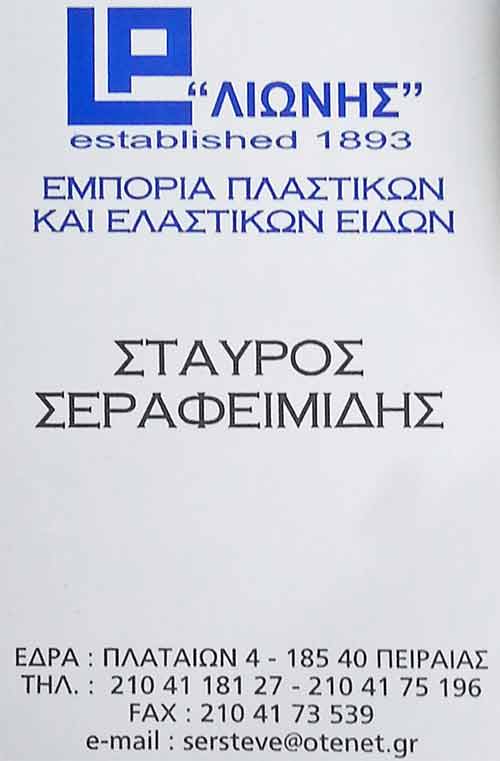 LP "ΛΙΩΝΗΣ"
established 1893
ΕΜΠΟΡΙΑ ΠΛΑΣΤΙΚΩΝ
ΚΑΙ ΕΛΑΣΤΙΚΩΝ ΕΙΔΩΝ
ΣΤΑΥΡΟΣ
ΣΕΡΑΦΕΙΜΙΔΗΣ
ΕΔΡΑ : ΠΛΑΤΑΙΩΝ 4 - 185 40 ΠΕΙΡΑΙΑΣ
ΤΗΛ. : 210 41 181 27 - 210 41 75 196
FAX : 210 41 73 539
e-mail : sersteve@otenet.gr